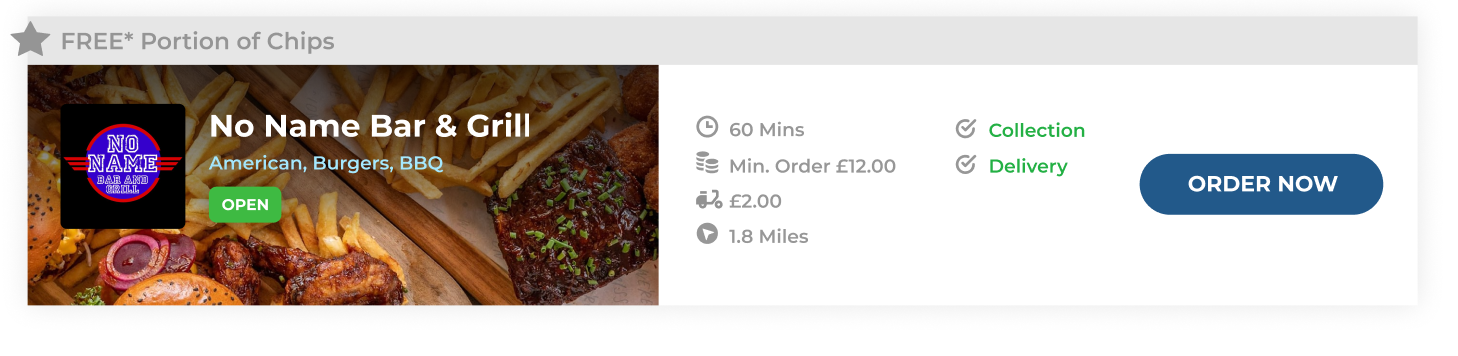 FREE* Portion of Chips
NO
NAME
BAR AND
GRILL
No Name Bar & Grill
American, Burgers, BBQ
OPEN
60 Mins
Min. Order £12.00
£2.00
1.8 Miles
Collection
Delivery
ORDER NOW